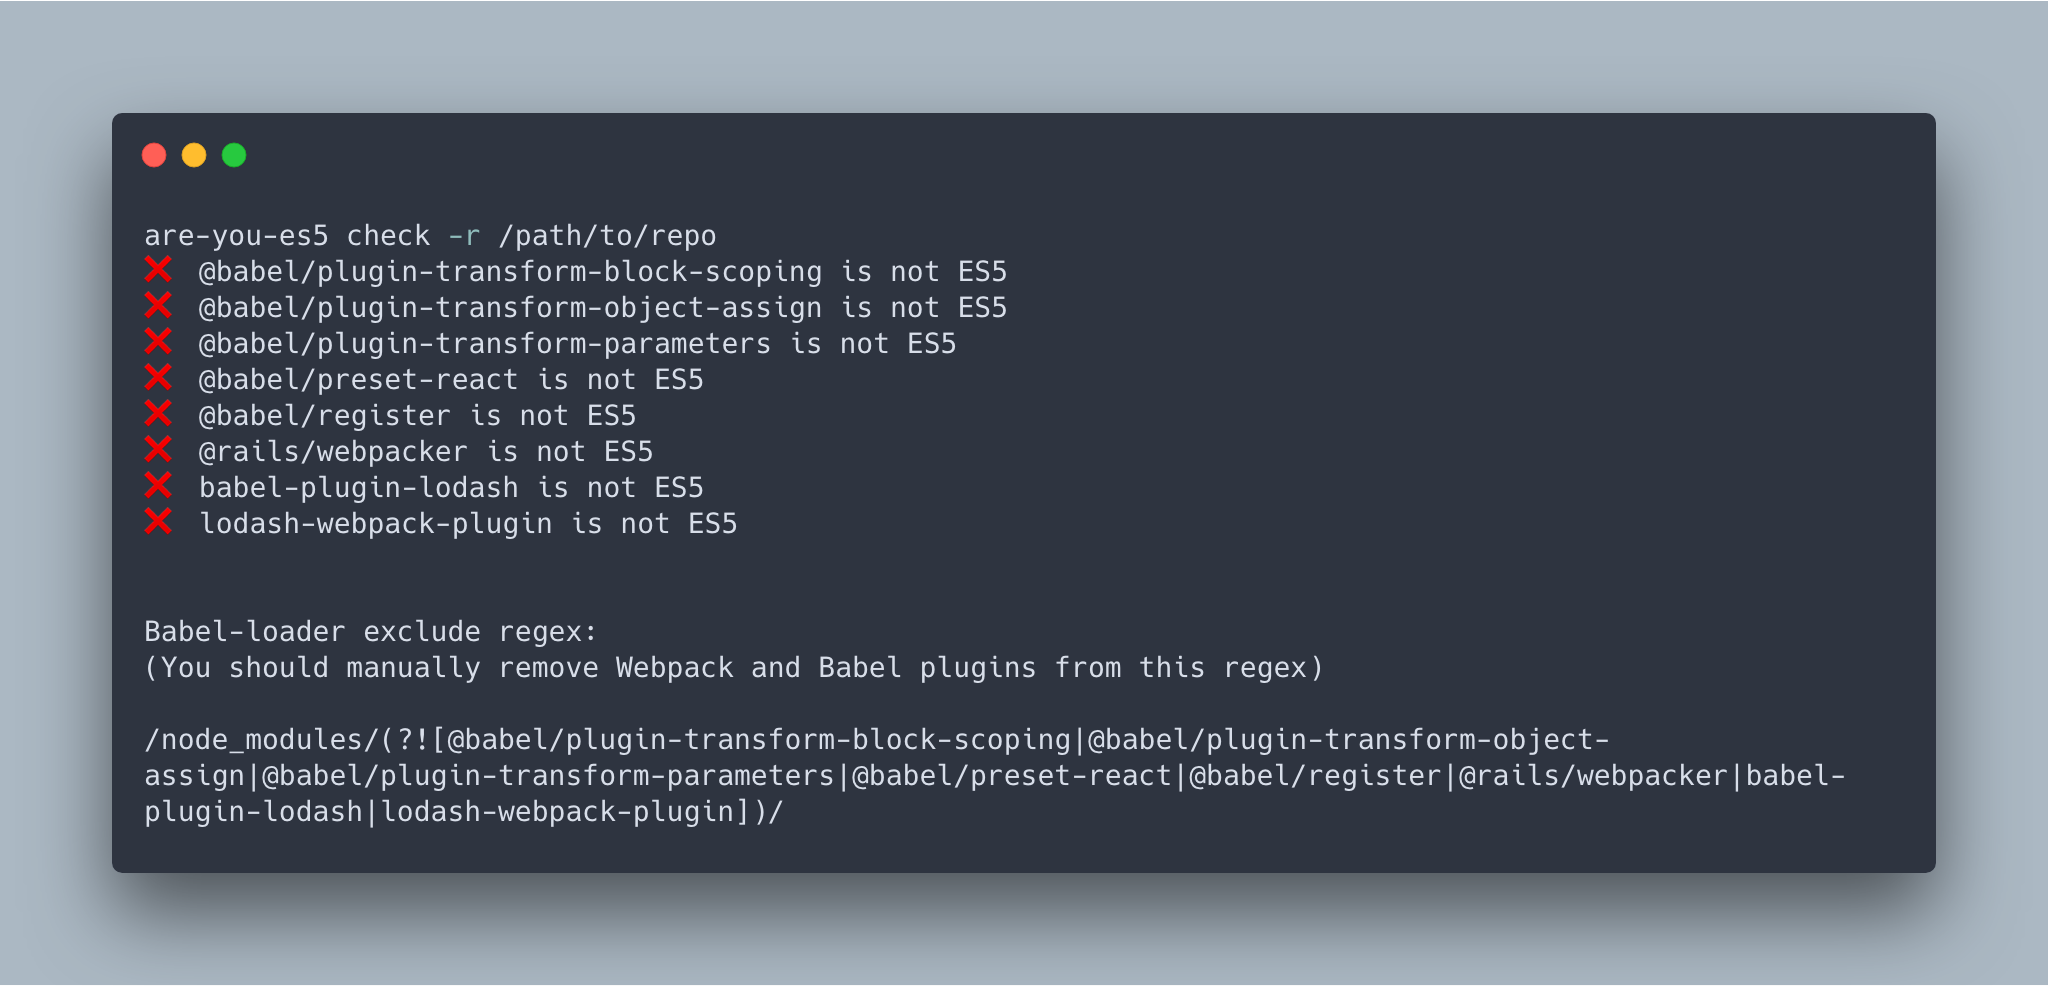 are-you-es5 check -r /path/to/repo
❌ @babel/plugin-transform-block-scoping is not ES5
❌ @babel/plugin-transform-object-assign is not ES5
❌ @babel/plugin-transform-parameters is not ES5
❌ @babel/preset-react is not ES5
❌ @babel/register is not ES5
❌ @rails/webpacker is not ES5
❌ babel-plugin-lodash is not ES5
❌ lodash-webpack-plugin is not ES5
Babel-loader exclude regex:
(You should manually remove Webpack and Babel plugins from this regex)
/node_modules/(?![@babel/plugin-transform-block-scoping|@babel/plugin-transform-object-
assign|@babel/plugin-transform-parameters|@babel/preset-react|@babel/register|@rails/webpacker|babel-
plugin-lodash|lodash-webpack-plugin])/